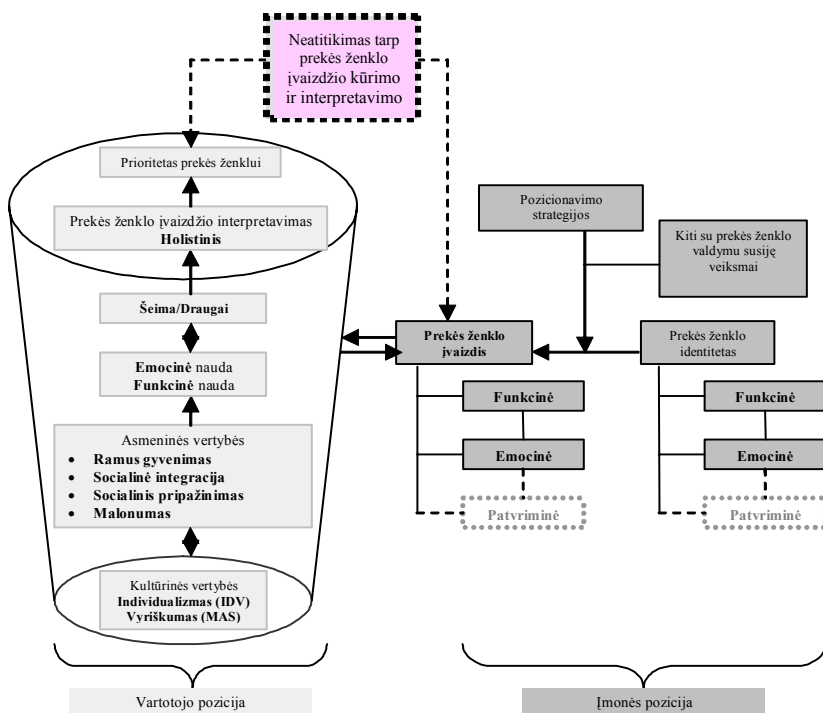 Neatitikimas tarp
prekės ženklo
įvaizdžio kūrimo
ir interpretavimo
Prioritetas prekės ženklui
Prekės ženklo įvaizdžio interpretavimas
Holistinis
Šeima/Draugai
Emocinė nauda
Funkcinė nauda
Asmeninės vertybės
• Ramus gyvenimas
• Socialinė integracija
• Socialinis pripažinimas
• Malonumas
Kultūrinės vertybės
Individualizmas (IDV)
Vyriškumas (MAS)
Vartotojo pozicija
Pozicionavimo
strategijos
Kiti su prekės ženklo
valdymu susiję
veiksmai
Prekės ženklo
įvaizdis
Prekės ženklo
identitetas
Funkcinė
Emocinė
Patvriminė
Funkcinė
Emocinė
Patvriminė
Įmonės pozicija